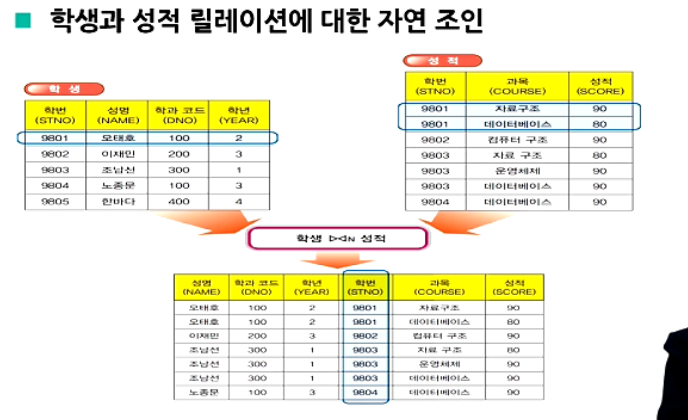 학생과 성적 릴레이션에 대한 자연 조인
학 생
학번 성명 학과 코드 학년
(STNO) (NAME) (DNO) (YEAR)
9801 오태호 100 2
9802 이재민 200 3
9803 조남선 300 1
9804 노종문 100 3
9805 한바다 400 4
성 적
학번 과목 성적
(STNO) (COURSE) (SCORE)
9801 자료구조 90
9801 데이터베이스 80
9802 컴퓨터 구조 90
9803 자료 구조 80
9803 운영체제 90
9803 데이터베이스 90
9804 데이터베이스 90
학생 ▷◁N 성적
성명 학과 코드 학년 학번 과목 성적
(NAME) (DNO) (YEAR) (STNO) (COURSE) (SCORE)
오태호 100 2 9801 자료구조 90
오태호 100 2 9801 데이터베이스 80
이재민 200 3 9802 컴퓨터 구조 90
조남선 300 1 9803 자료 구조 80
조남선 300 1 9803 운영체제 90
조남선 300 1 9803 데이터베이스 90
노종문 100 3 9804 데이터베이스 90